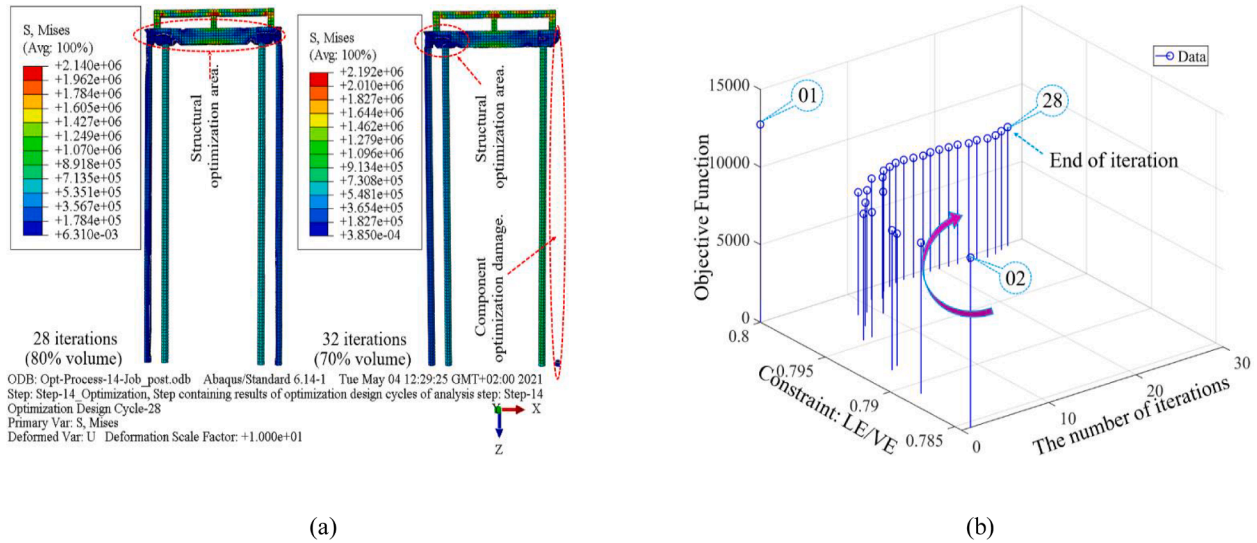 S, Mises
(Avg: 100%)
+2.140e+06
+1.962e+06
+1.784e+06
+1.605e+06
+1.427e+06
+1.249e+06
+1.070e+06
+8.918e+05
+7.135e+05
+5.351e+05
+3.567e+05
+1.784e+05
+6.310e-03
Structural
optimization area.
28 iterations
(80% volume)
S, Mises
(Avg: 100%)
+2.192e+06
+2.010e+06
+1.827e+06
+1.644e+06
+1.462e+06
+1.279e+06
+1.096e+06
+9.134e+05
+7.308e+05
+5.481e+05
+3.654e+05
+1.827e+05
+3.850e-04
Structural
optimization area.
Component
optimization damage.
32 iterations
(70% volume)
ODB: Opt-Process-14-Job_post.odb Abaqus/Standard 6.14-1 Tue May 04 12:29:25 GMT+02:00 2021
Step: Step-14_Optimization, Step containing results of optimization design cycles of analysis step: Step-14
Optimization Design Cycle-28
Primary Var: S, Mises
Deformed Var: U Deformation Scale Factor: +1.000e+01
Y
X
Z
(a)
Data
15000
10000
5000
0
Objective Function
01
28
End of iteration
02
0.8
0.795
0.79
0.785
Constraint: LE/VE
0
10
20
30
The number of iterations
(b)